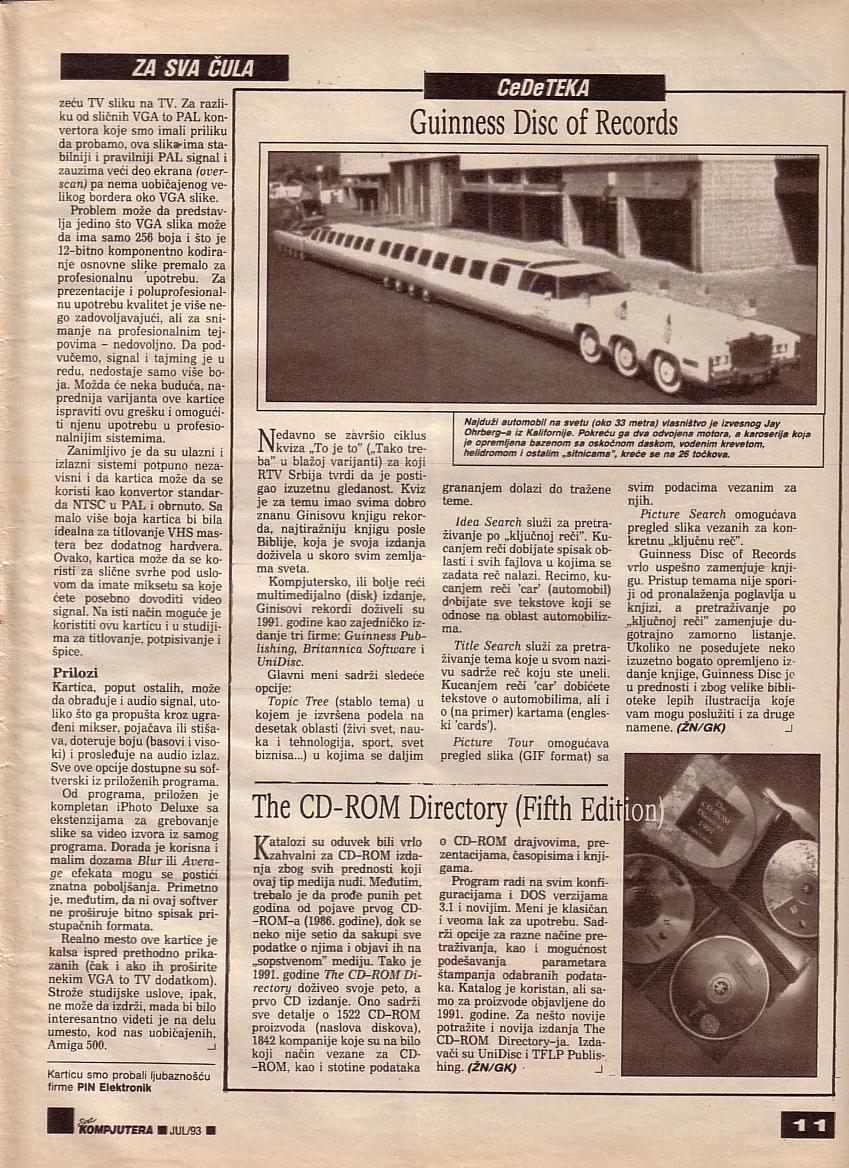 ZA SVA ČULA
zeću TV sliku na TV. Za razli-
ku od sličnih VGA to PAL kon-
vertora koje smo imali priliku
da probamo, ova slika ima sta-
bilniji i pravilniji PAL signal i
zauzima veći deo ekrana (over-
scan) pa nema uobičajenog ve-
likog bordera oko VGA slike.
Problem može da predstav-
lja jedino što VGA slika može
da ima samo 256 boja i što je
12-bitno komponentno kodira-
nje osnovne slike premalo za
profesionalnu upotrebu. Za
prezentacije i poluprofesional-
nu upotrebu kvalitet je više ne-
go zadovoljavajući, ali za sni-
manje na profesionalnim tej-
povima – nedovoljno. Da pod-
vučemo, signal i tajming je u
redu, nedostaje samo više bo-
ja. Možda će neka buduća, na-
prednija varijanta ove kartice
ispraviti ovu grešku i omogući-
ti njenu upotrebu u profesio-
nalnijim sistemima.
Zanimljivo je da su ulazni i
izlazni sistemi potpuno neza-
visni i da kartica može da se
koristi kao konvertor standar-
da NTSC u PAL i obrnuto. Sa
malo više boja kartica bi bila
idealna za titlovanje VHS mas-
tera bez dodatnog hardvera.
Ovako, kartica može da se ko-
risti za slične svrhe pod uslo-
vom da imate miksetu sa koje
ćete posebno dovoditi video
signal. Na isti način moguće je
koristiti ovu karticu i u studiji-
ma za titlovanje, potpisivanje i
špice.
Prilozi
Kartica, poput ostalih, može
da obrađuje i audio signal, uto-
liko što ga propušta kroz ugra-
đeni mikser, pojačava ili stiša-
va, doteruje boju (basovi i viso-
ki) i prosleđuje na audio izlaz.
Sve ove opcije dostupne su sof-
tverski iz priloženih programa.
Od programa, priložen je
kompletan iPhoto Deluxe sa
ekstenzijama za grebovanje
slike sa video izvora iz samog
programa. Dorada je korisna i
malim dozama Blur ili Avera-
ge efekata mogu se postići
znatna poboljšanja. Primetno
je, međutim, da ni ovaj softver
ne proširuje bitno spisak pri-
stupačnih formata.
Realno mesto ove kartice je
kalsa ispred prethodno prika-
zanih (čak i ako ih proširite
nekim VGA to TV dodatkom).
Strože studijske uslove, ipak,
ne može da izdrži, mada bi bilo
interesantno videti je na delu
umesto, kod nas uobičajenih,
Amiga 500.
Karticu smo probali ljubaznošću
firme PIN Elektronik
CeDeTEKA
Guinness Disc of Records
Najduži automobil na svetu (oko 33 metra) vlasništvo je izvesnog Jay
Ohrberg-a iz Kalifornije. Pokreću ga dva odvojena motora, a karoserija koja
je opremljena bazenom sa oskočnom daskom, vodenim krevetom,
helidromom i ostalim „sitnicama”, kreće se na 26 točkova.
Nedavno se završio ciklus
kviza „To je to” („Tako tre-
ba” u blažoj varijanti) za koji
RTV Srbija tvrdi da je posti-
gao izuzetnu gledanost. Kviz
je za temu imao svima dobro
znanu Ginisovu knjigu rekor-
da, najtiražniju knjigu posle
Biblije, koja je svoja izdanja
doživela u skoro svim zemlja-
ma sveta.
Kompjutersko, ili bolje reći
multimedijalno (disk) izdanje,
Ginisovi rekordi doživeli su
1991. godine kao zajedničko iz-
danje tri firme: Guinness Pub-
lishing, Britannica Software i
UniDisc.
Glavni meni sadrži sledeće
opcije:
Topic Tree (stablo tema) u
kojem je izvršena podela na
desetak oblasti (živi svet, nau-
ka i tehnologija, sport, svet
biznisa...) u kojima se daljim
grananjem dolazi do tražene
teme.
Idea Search služi za pretra-
živanje po „ključnoj reči”. Ku-
canjem reči dobijate spisak ob-
lasti i svih fajlova u kojima se
zadata reč nalazi. Recimo, ku-
canjem reči 'car' (automobil)
dobijate sve tekstove koji se
odnose na oblast automobiliz-
ma.
Title Search služi za pretra-
živanje tema koje u svom nazi-
vu sadrže reč koju ste uneli.
Kucanjem reči 'car' dobićete
tekstove o automobilima, ali i
o (na primer) kartama (engles-
ki 'cards').
Picture Tour omogućava
pregled slika (GIF format) sa
svim podacima vezanim za
njih.
Picture Search omogućava
pregled slika vezanih za kon-
kretnu „ključnu reč”.
Guinness Disc of Records
vrlo uspešno zamenjuje knji-
gu. Pristup temama nije spori-
ji od pronalaženja poglavlja u
knjizi, a pretraživanje po
„ključnoj reči” zamenjuje du-
gotrajno zamorno listanje.
Ukoliko ne posedujete neko
izuzetno bogato opremljeno iz-
danje knjige, Guinness Disc je
u prednosti i zbog velike bibli-
oteke lepih ilustracija koje
vam mogu poslužiti i za druge
namene. (ŽN/GK)
The CD-ROM Directory (Fifth Edition)
Katalozi su oduvek bili vrlo
zahvalni za CD-ROM izda-
nja zbog svih prednosti koji
ovaj tip medija nudi. Međutim,
trebalo je da prođe punih pet
godina od pojave prvog CD-
-ROM-a (1986. godine), dok se
neko nije setio da sakupi sve
podatke o njima i objavi ih na
„sopstvenom” mediju. Tako je
1991. godine The CD-ROM Di-
rectory doživeo svoje peto, a
prvo CD izdanje. Ono sadrži
sve detalje o 1522 CD-ROM
proizvoda (naslova diskova),
1842 kompanije koje su na bilo
koji način vezane za CD-
-ROM, kao i stotine podataka
o CD-ROM drajvovima, pre-
zentacijama, časopisima i knji-
gama.
Program radi na svim konfi-
guracijama i DOS verzijama
3.1 i novijim. Meni je klasičan
i veoma lak za upotrebu. Sad-
rži opcije za razne načine pre-
traživanja, kao i mogućnost
podešavanja parametara
štampanja odabranih podata-
ka. Katalog je koristan, ali sa-
mo za proizvode objavljene do
1991. godine. Za nešto novije
potražite i novija izdanja The
CD-ROM Directory-ja. Izda-
vači su UniDisc i TFLP Publis-
hing. (ŽN/GK)
Svet
KOMPJUTERA JUL/93
11